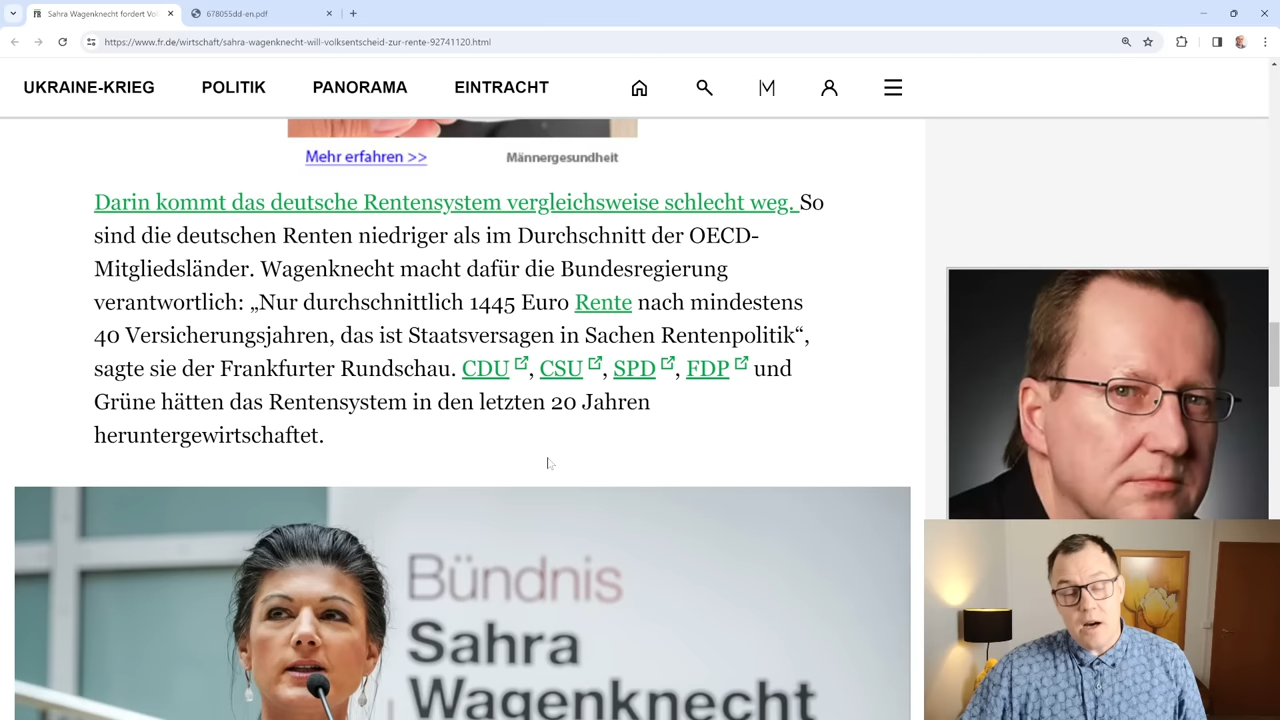 Sahra Wagenknecht fordert Vol
678055dd-en.pdf
https://www.fr.de/wirtschaft/sahra-wagenknecht-will-volksentscheid-zur-rente-92741120.html
UKRAINE-KRIEG POLITIK PANORAMA EINTRACHT
Mehr erfahren >> Männergesundheit
Darin kommt das deutsche Rentensystem vergleichsweise schlecht weg. So
sind die deutschen Renten niedriger als im Durchschnitt der OECD-
Mitgliedsländer. Wagenknecht macht dafür die Bundesregierung
verantwortlich: „Nur durchschnittlich 1445 Euro Rente nach mindestens
40 Versicherungsjahren, das ist Staatsversagen in Sachen Rentenpolitik“,
sagte sie der Frankfurter Rundschau. CDU, CSU, SPD, FDP und
Grüne hätten das Rentensystem in den letzten 20 Jahren
heruntergewirtschaftet.
Bündnis
Sahra
Wagenknecht